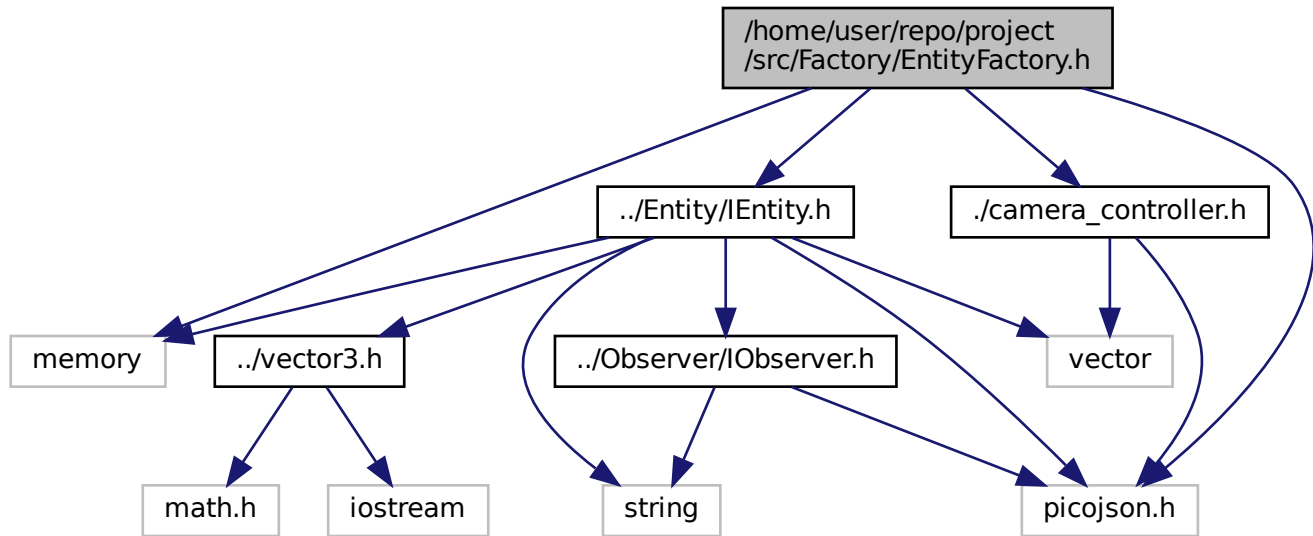 /home/user/repo/project
/src/Factory/EntityFactory.h
../Entity/IEntity.h
./camera_controller.h
memory
../vector3.h
../Observer/IObserver.h
vector
math.h
iostream
string
picojson.h